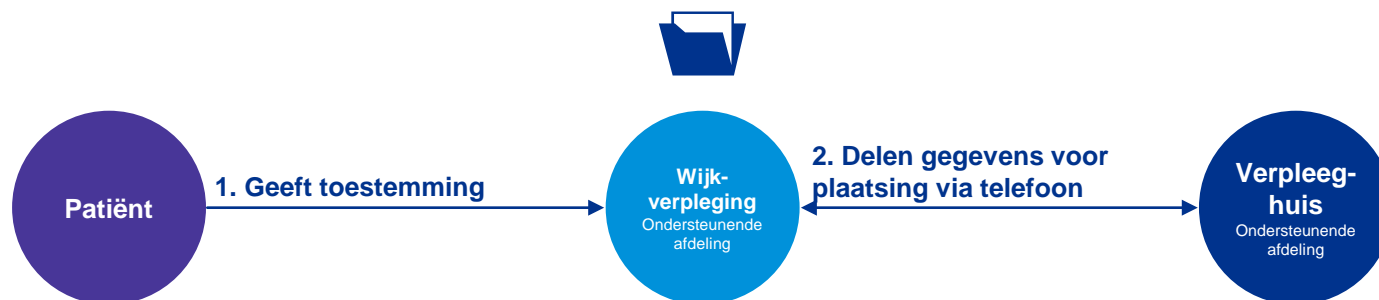 Patiënt
1. Geeft toestemming
Wijk-
verpleging
Ondersteunende
afdeling
2. Delen gegevens voor
plaatsing via telefoon
Verpleeg-
huis
Ondersteunende
afdeling